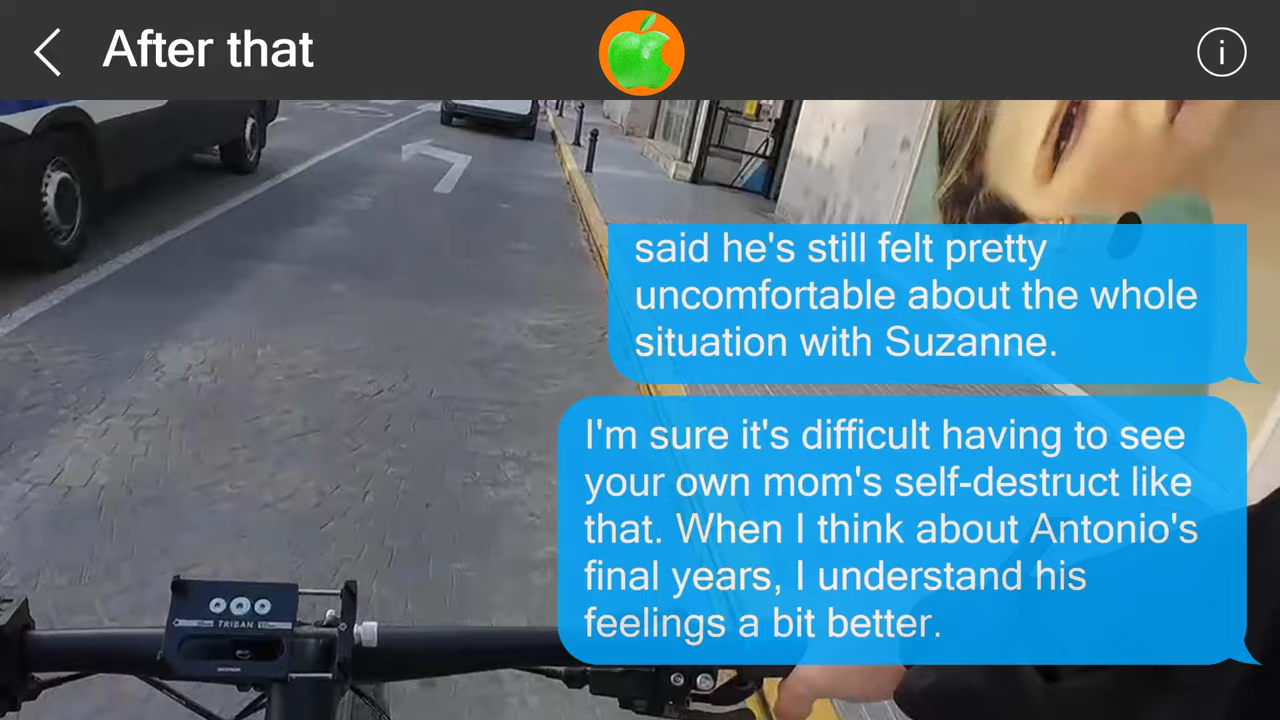 After that
i
said he's still felt pretty
uncomfortable about the whole
situation with Suzanne.
I'm sure it's difficult having to see
your own mom's self-destruct like
that. When I think about Antonio's
final years, I understand his
feelings a bit better.
TRIBAN